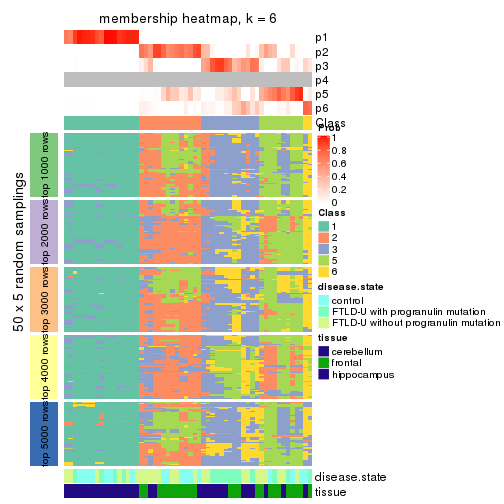 membership heatmap, k = 6
p1
p2
p3
p4
p5
p6
Class
Prob
1
0.8
0.6
0.4
0.2
0
Class
1
2
3
5
6
disease.state
control
FTLD-U with progranulin mutation
FTLD-U without progranulin mutation
tissue
cerebellum
frontal
hippocampus
50 x 5 random samplings
top 1000 rows
top 2000 rows
top 3000 rows
top 4000 rows
top 5000 rows
disease.state
tissue